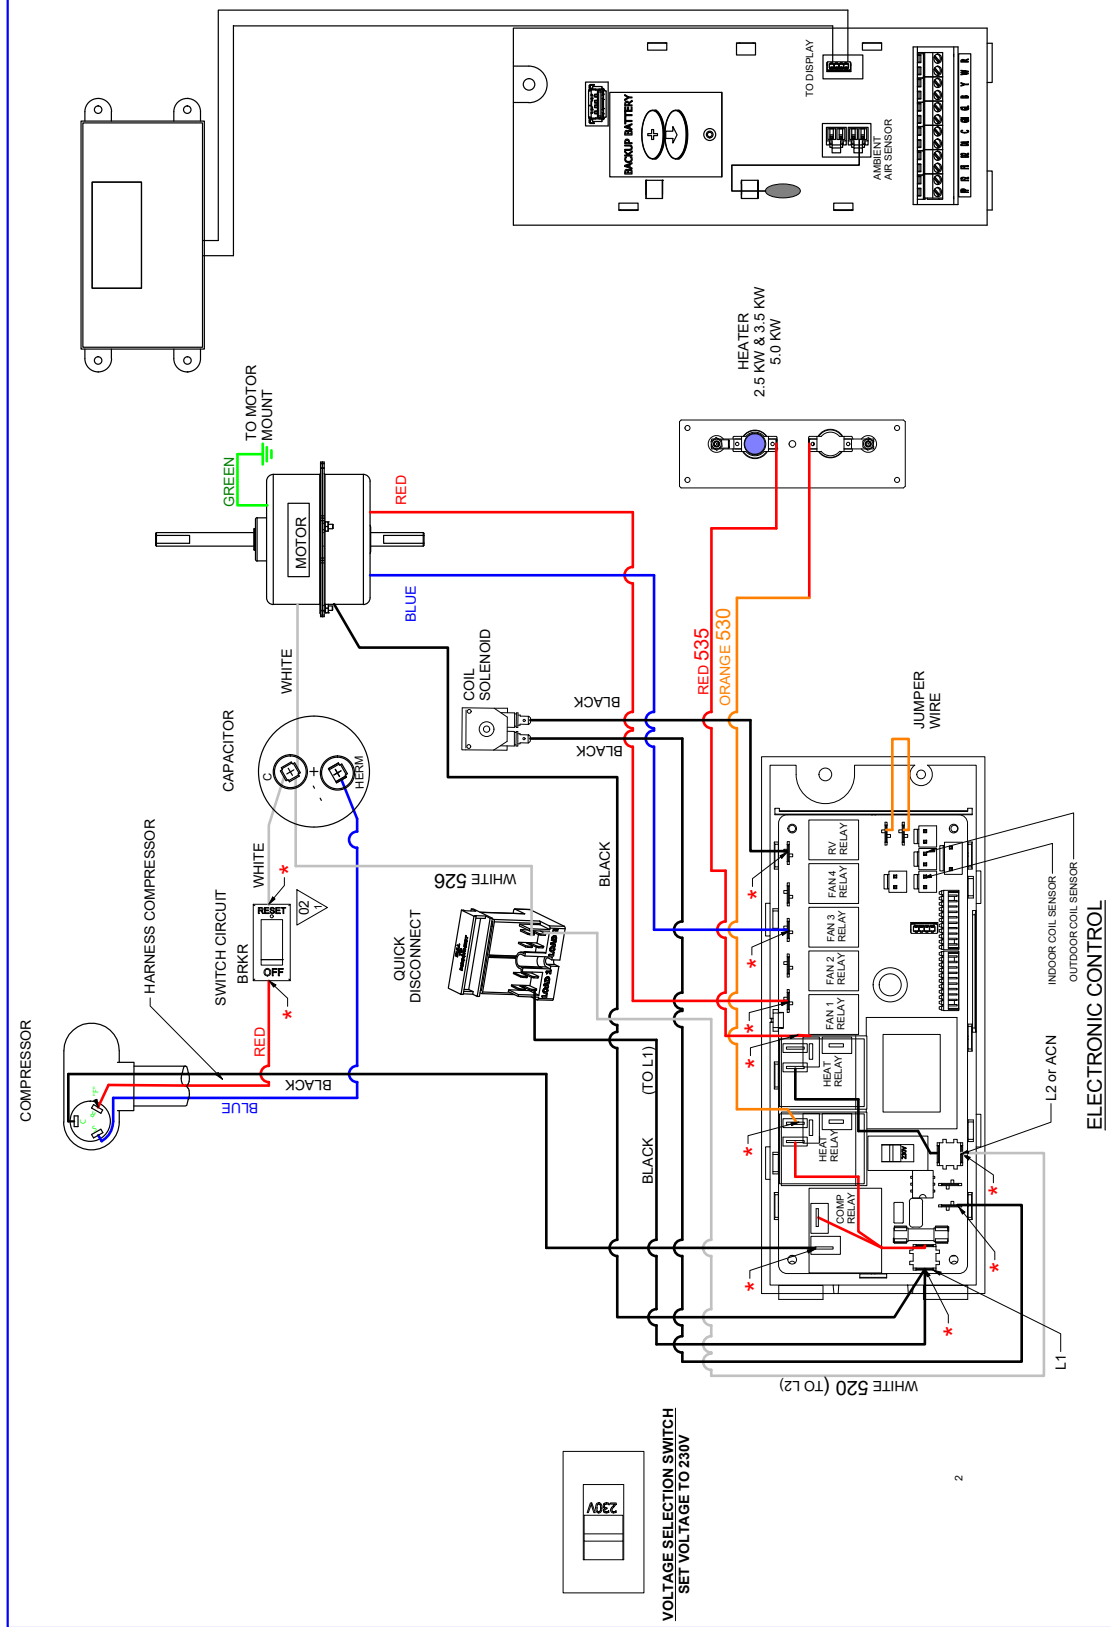 COMPRESSOR
HARNESS COMPRESSOR
SWITCH CIRCUIT
BRKR
RESET
OFF
02
1
RED
WHITE
BLACK
BLUE
C
CAPACITOR
C
HERM
+
WHITE
GREEN
TO MOTOR
MOUNT
MOTOR
RED
BLUE
QUICK
DISCONNECT
LOAD 2
WHITE 526
COIL
SOLENOID
BLACK
BLACK
BLACK
(TO L1)
BLACK
RED 535
ORANGE 530
HEATER
2.5 KW & 3.5 KW
5.0 KW
BACKUP BATTERY
+
TO DISPLAY
AMBIENT
AIR SENSOR
C
G
Y
W
R
JUMPER
WIRE
RV
RELAY
FAN 4
RELAY
FAN 3
RELAY
FAN 2
RELAY
FAN 1
RELAY
HEAT
RELAY
HEAT
RELAY
COMP
RELAY
230V
INDOOR COIL SENSOR
OUTDOOR COIL SENSOR
L2 or ACN
L1
ELECTRONIC CONTROL
WHITE 520 (TO L2)
230V
VOLTAGE SELECTION SWITCH
SET VOLTAGE TO 230V
2